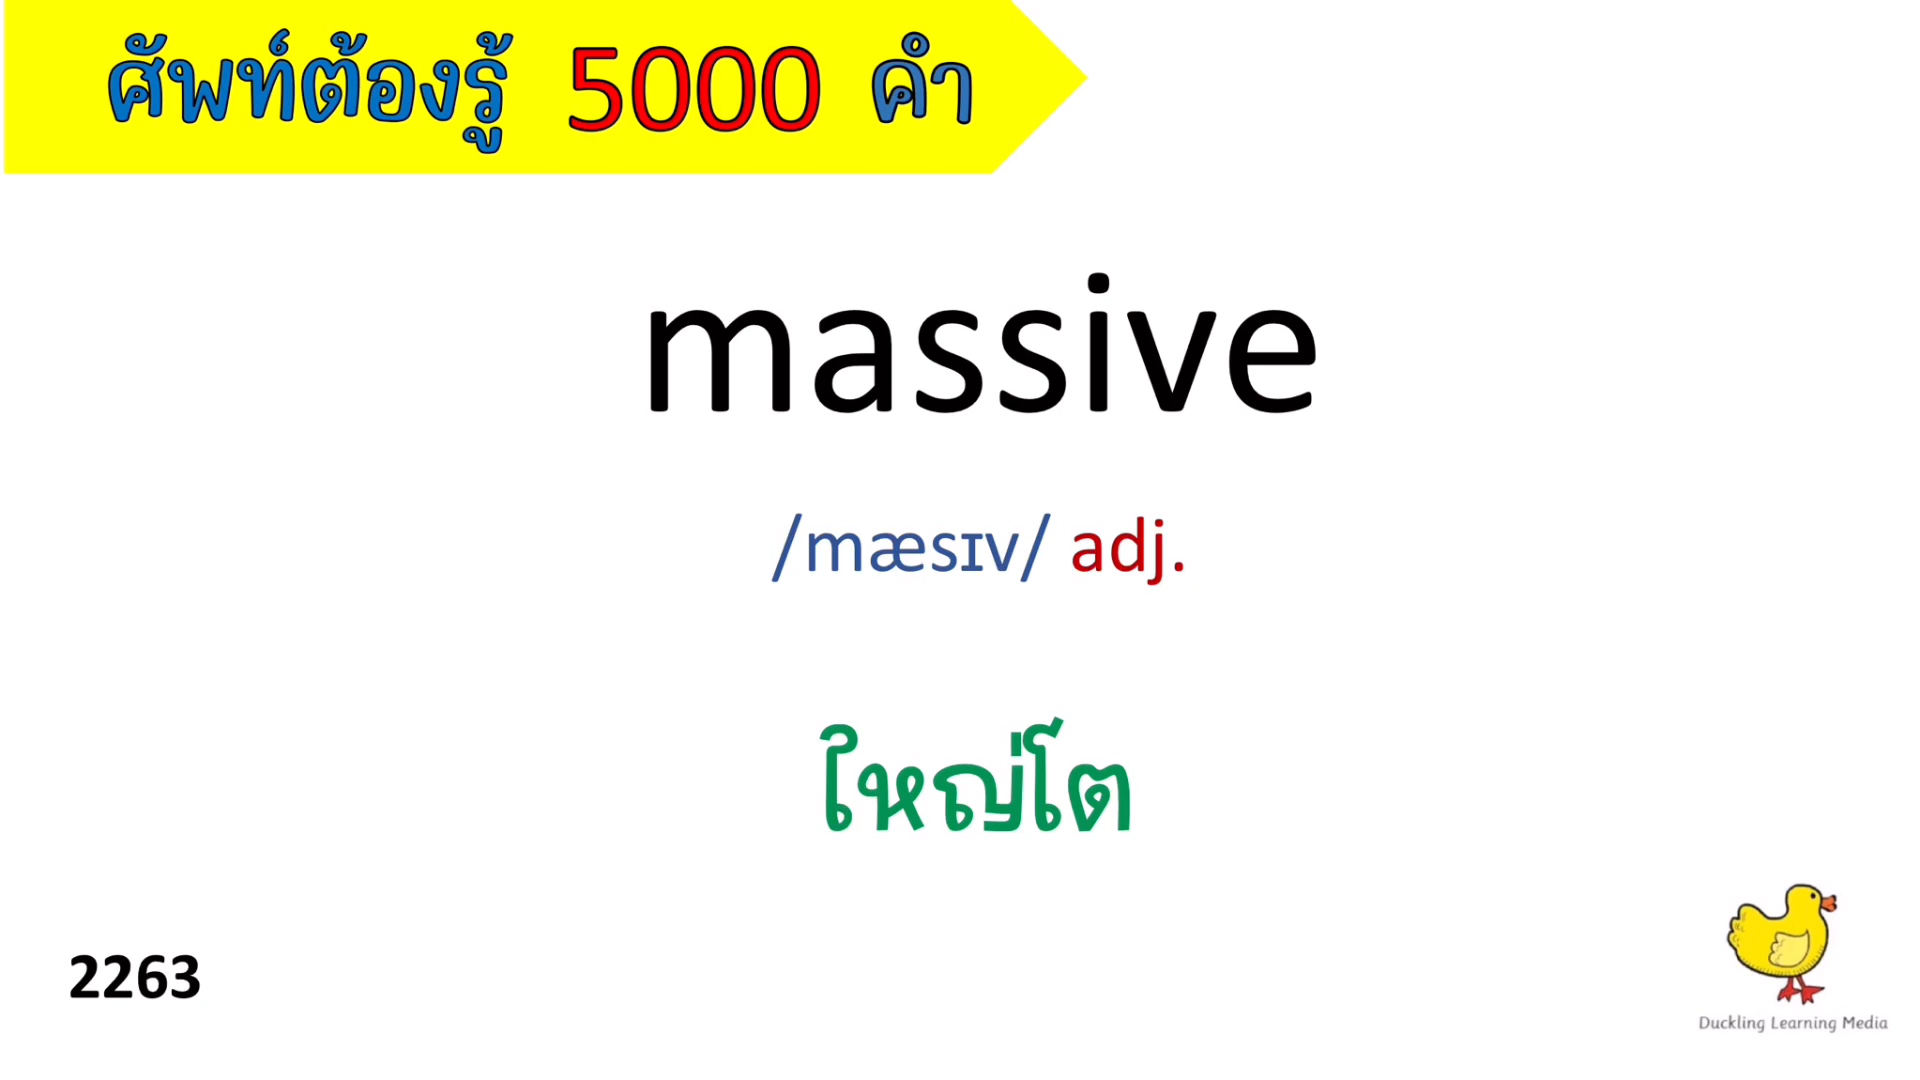 ศัพท์ต้องรู้ 5000 คำ
massive
/mæsɪv/ adj.
ใหญ่โต
2263
Duckling Learning Media